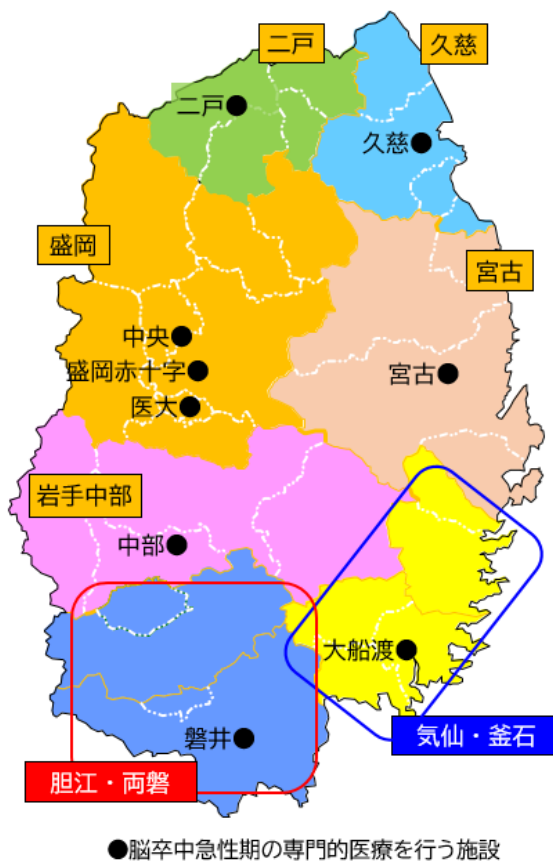 二戸
久慈
二戸●
久慈●
盛岡
宮古
中央●
盛岡赤十字●
宮古●
医大●
岩手中部
中部●
大船渡●
気仙・釜石
磐井●
胆江・両磐
●脳卒中急性期の専門的医療を行う施設